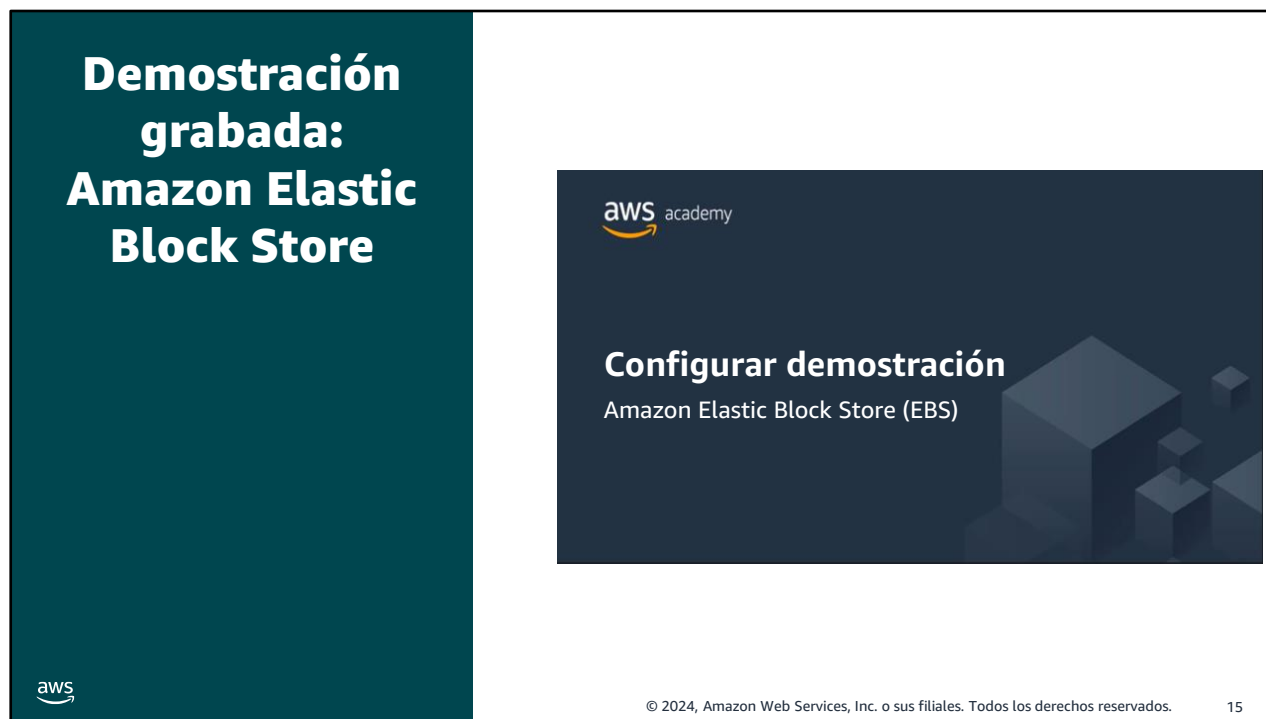 Demostración
grabada:
Amazon Elastic
Block Store
aws academy
Configurar demostración
Amazon Elastic Block Store (EBS)
aws
© 2024, Amazon Web Services, Inc. o sus filiales. Todos los derechos reservados. 15